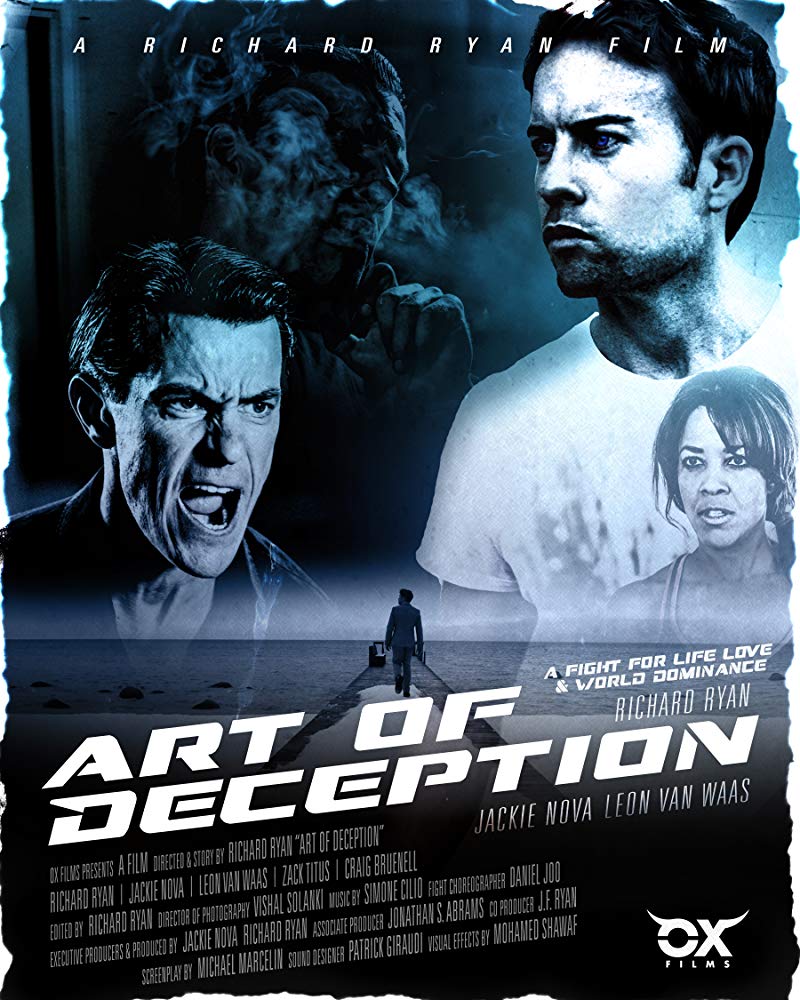 A RICHARD RYAN FILM
A FIGHT FOR LIFE LOVE
& WORLD DOMINANCE
RICHARD RYAN
ART OF
DECEPTION
JACKIE NOVA LEON VAN WAAS
OX FILMS PRESENTS A FILM DIRECTED & STORY BY RICHARD RYAN "ART OF DECEPTION"
RICHARD RYAN | JACKIE NOVA | LEON VAN WAAS | ZACK TITUS | CRAIG BRUENELL
EDITED BY RICHARD RYAN DIRECTOR OF PHOTOGRAPHY VISHAL SOLANKI MUSIC BY SIMONE CILIO FIGHT CHOREOGRAPHER DANIEL JOO
EXECUTIVE PRODUCERS & PRODUCED BY JACKIE NOVA RICHARD RYAN ASSOCIATE PRODUCER JONATHAN S. ABRAMS CO PRODUCER J.F. RYAN
SCREENPLAY BY MICHAEL MARCELIN SOUND DESIGNER PATRICK GIRAUDI VISUAL EFFECTS BY MOHAMED SHAWAF
OX
FILMS